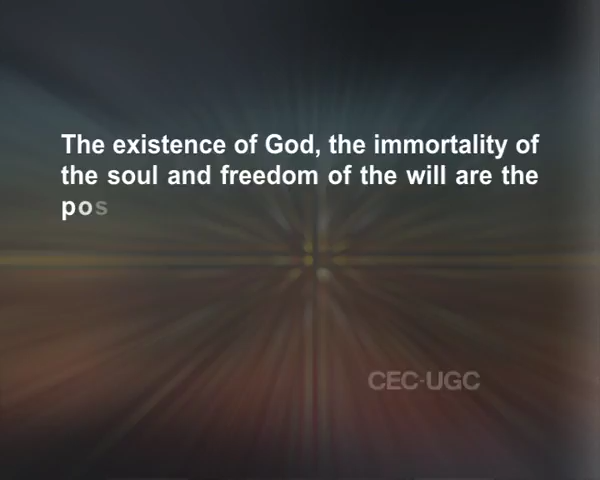 The existence of God, the immortality of
the soul and freedom of the will are the
pos
CEC-UGC